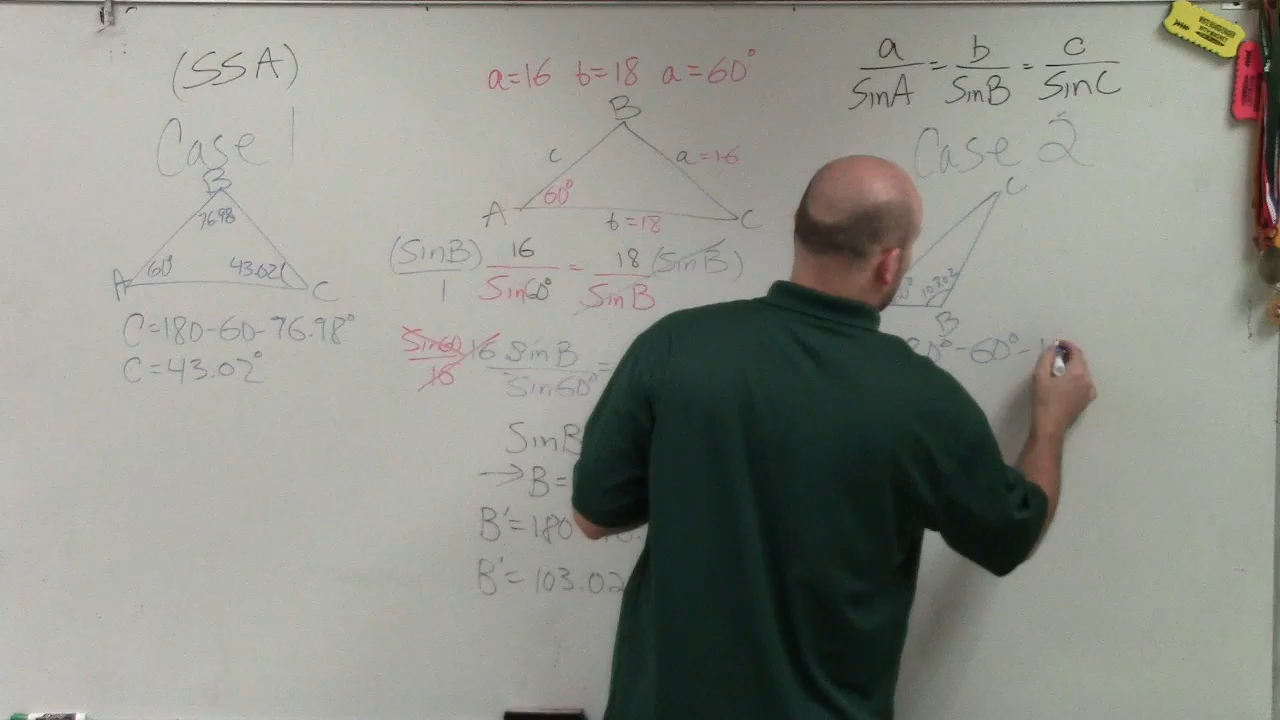 (SSA)
Case 1
B
76.98
A
60°
43.02
C
C=180-60-76.98°
C=43.02°
a=16 b=18 a=60°
B
c
a=16
60°
A
b=18
C
(SinB) 16 = 18 (SinB)
1 Sin60° SinB
Sin60 16 SinB =
16 Sin60°
SinB
→ B=
B'=180
B'=103.02
a = b = c
SinA SinB SinC
Case 2
C
103.02
B
0°-60°-1